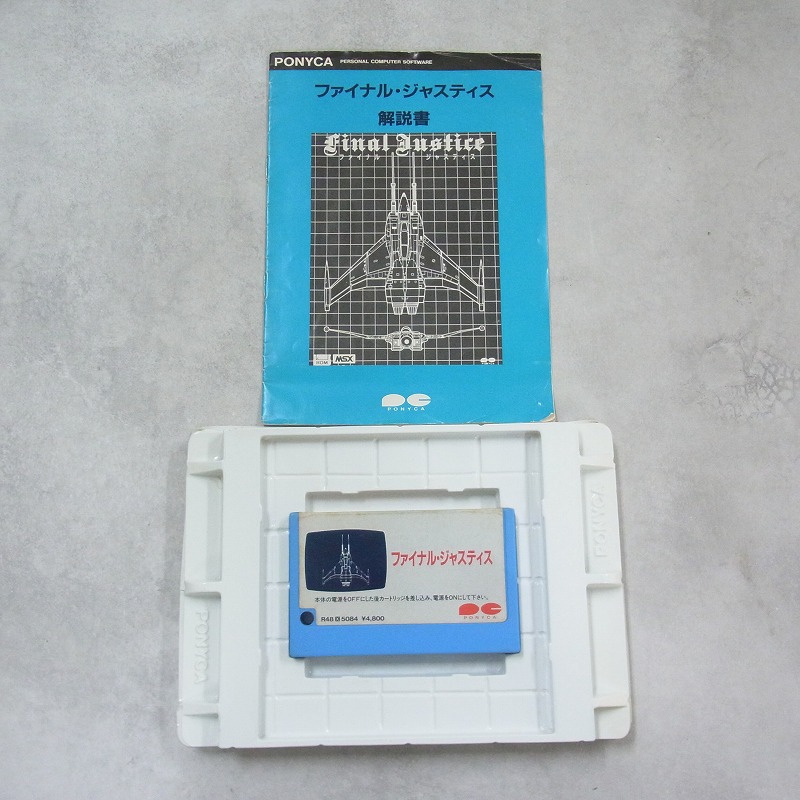 PONYCA PERSONAL COMPUTER SOFTWARE
ファイナル・ジャスティス
解説書
Final Justice
ファイナル ジャスティス
ROM MSX
PONYCA
PONYCA
PONYCA
ファイナル・ジャスティス
本体の電源をOFFにした後カートリッジを差し込み、電源をONにして下さい。
R48 X 5084 ¥4,800
PONYCA